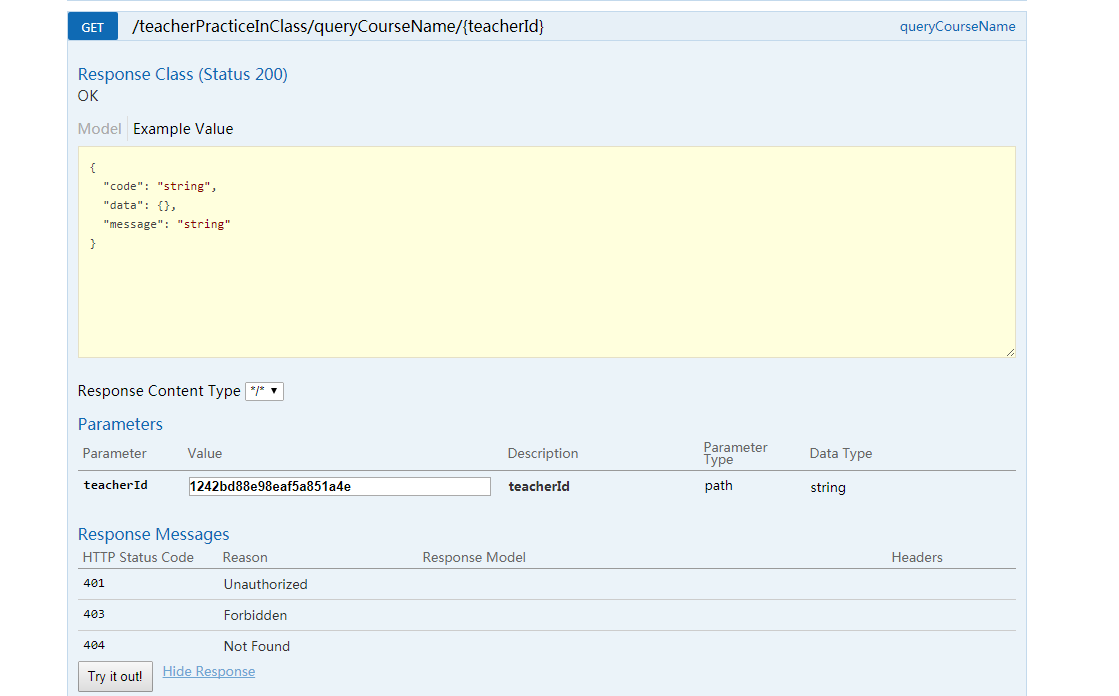 GET /teacherPracticeInClass/queryCourseName/{teacherId} queryCourseName
Response Class (Status 200)
OK
Model Example Value
{
"code": "string",
"data": {},
"message": "string"
}
Response Content Type */*
Parameters
Parameter Value Description Parameter Type Data Type
teacherId 1242bd88e98eaf5a851a4e teacherId path string
Response Messages
HTTP Status Code Reason Response Model Headers
401 Unauthorized
403 Forbidden
404 Not Found
Try it out! Hide Response